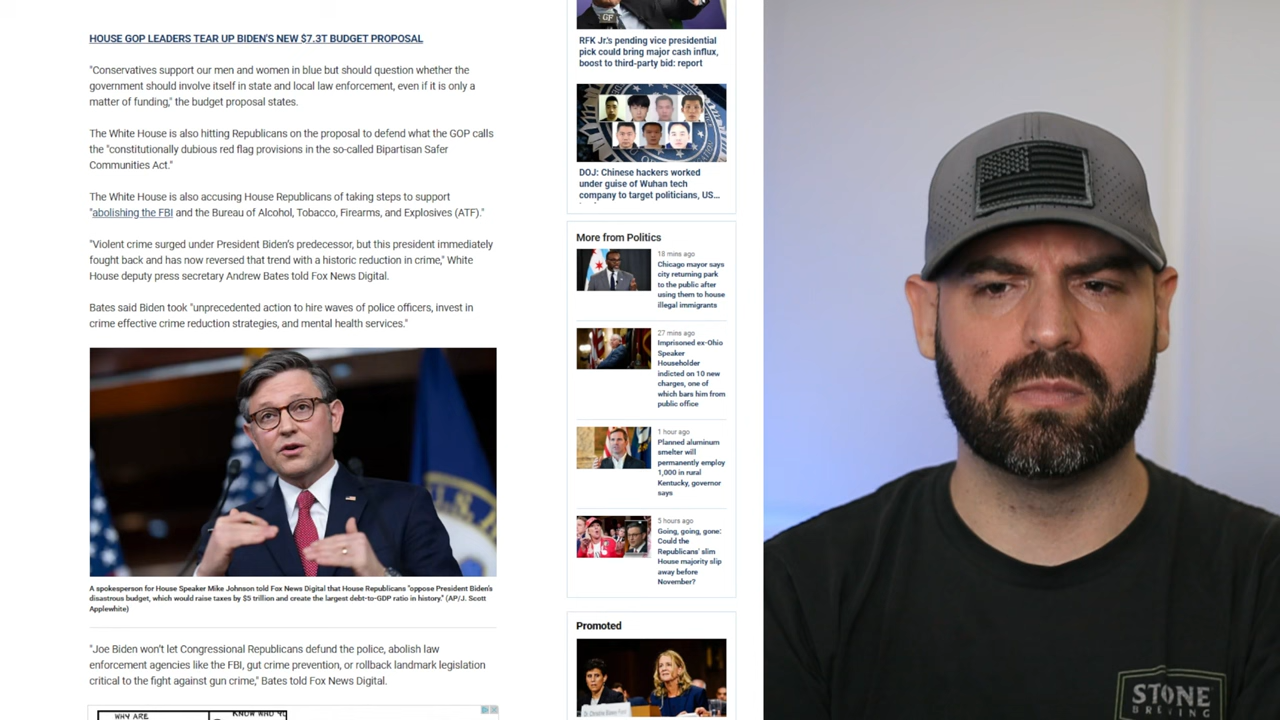 HOUSE GOP LEADERS TEAR UP BIDEN'S NEW $7.3T BUDGET PROPOSAL
"Conservatives support our men and women in blue but should question whether the
government should involve itself in state and local law enforcement, even if it is only a
matter of funding," the budget proposal states.
The White House is also hitting Republicans on the proposal to defend what the GOP calls
the "constitutionally dubious red flag provisions in the so-called Bipartisan Safer
Communities Act."
The White House is also accusing House Republicans of taking steps to support
"abolishing the FBI and the Bureau of Alcohol, Tobacco, Firearms, and Explosives (ATF)."
"Violent crime surged under President Biden's predecessor, but this president immediately
fought back and has now reversed that trend with a historic reduction in crime," White
House deputy press secretary Andrew Bates told Fox News Digital.
Bates said Biden took "unprecedented action to hire waves of police officers, invest in
crime effective crime reduction strategies, and mental health services."
A spokesperson for House Speaker Mike Johnson told Fox News Digital that House Republicans "oppose President Biden's
disastrous budget, which would raise taxes by $5 trillion and create the largest debt-to-GDP ratio in history." (AP/J. Scott
Applewhite)
"Joe Biden won't let Congressional Republicans defund the police, abolish law
enforcement agencies like the FBI, gut crime prevention, or rollback landmark legislation
critical to the fight against gun crime," Bates told Fox News Digital.
WHY ARE
KNOW WHO
GF
RFK Jr.'s pending vice presidential
pick could bring major cash influx,
boost to third-party bid: report
DOJ: Chinese hackers worked
under guise of Wuhan tech
company to target politicians, US...
More from Politics
18 mins ago
Chicago mayor says
city returning park
to the public after
using them to house
illegal immigrants
27 mins ago
Imprisoned ex-Ohio
Speaker
Householder
indicted on 10 new
charges, one of
which bars him from
public office
1 hour ago
Planned aluminum
smelter will
permanently employ
1,000 in rural
Kentucky, governor
says
5 hours ago
Going, going, gone:
Could the
Republicans' slim
House majority slip
away before
November?
Promoted
STONE
BREWING